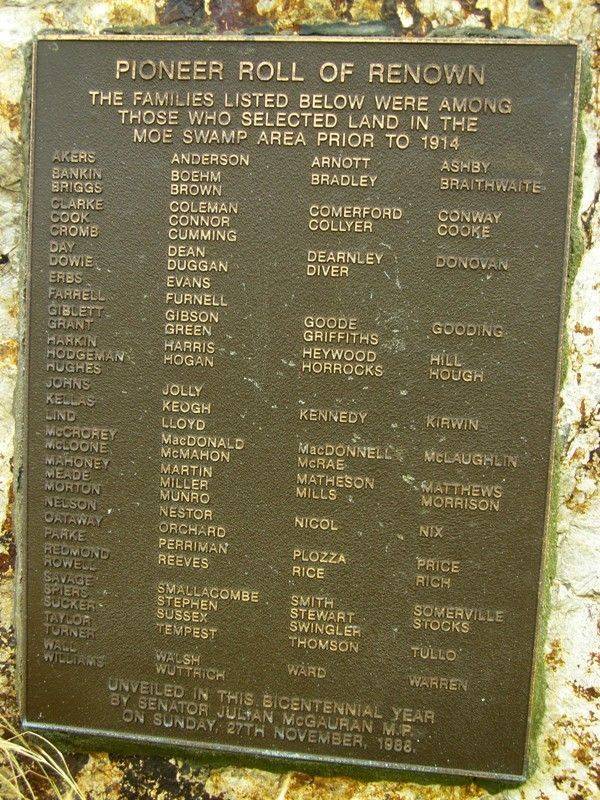 PIONEER ROLL OF RENOWN
THE FAMILIES LISTED BELOW WERE AMONG
THOSE WHO SELECTED LAND IN THE
MOE SWAMP AREA PRIOR TO 1914
AKERS ANDERSON ARNOTT ASHBY
BANKIN BOEHM BRADLEY BRAITHWAITE
BRIGGS BROWN
CLARKE COLEMAN COMERFORD CONWAY
COOK CONNOR COLLYER COOKE
CROMB CUMMING
DAY DEAN DEARNLEY DONOVAN
DOWIE DUGGAN DIVER
ERBS EVANS
FARRELL FURNELL
GIBLETT GIBSON GOODE GOODING
GRANT GREEN GRIFFITHS
HARKIN HARRIS HEYWOOD HILL
HODGEMAN HOGAN HORROCKS HOUGH
HUGHES
JOHNS JOLLY
KELLAS KEOGH KENNEDY KIRWIN
LIND LLOYD
McCROREY MacDONALD MacDONNELL McLAUGHLIN
McLOONE McMAHON McRAE
MAHONEY MARTIN MATHESON MATTHEWS
MEADE MILLER MILLS MORRISON
MORTON MUNRO
NELSON NESTOR NICOL NIX
OATAWAY ORCHARD
PARKE PERRIMAN PLOZZA PRICE
REDMOND REEVES RICE RICH
ROWELL
SAVAGE SMALLACOMBE SMITH SOMERVILLE
SPIERS STEPHEN STEWART STOCKS
SUCKER SUSSEX SWINGLER
TAYLOR TEMPEST THOMSON TULLO
TURNER
WALL WALSH WARD WARREN
WILLIAMS WUTTRICH
UNVEILED IN THIS BICENTENNIAL YEAR
BY SENATOR JULIAN McGAURAN M.P.
ON SUNDAY, 27TH NOVEMBER, 1988.